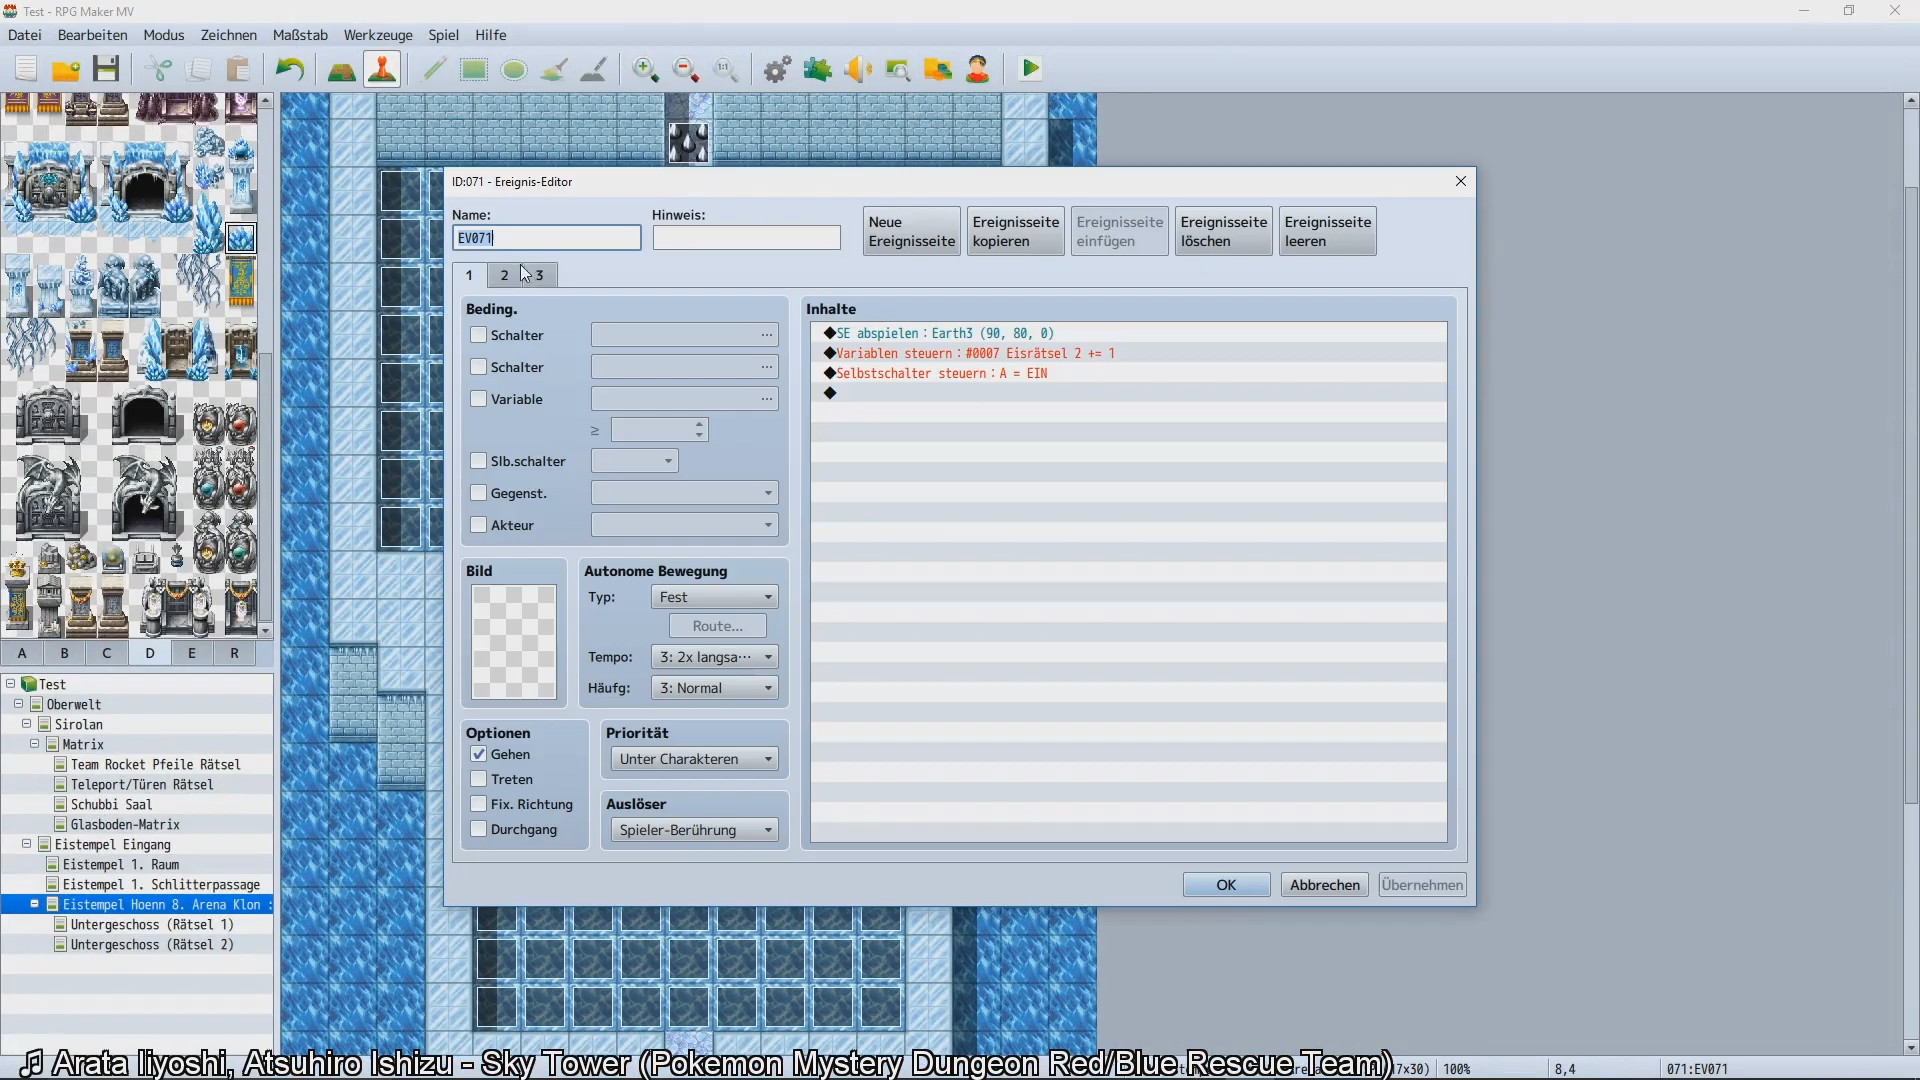 Test - RPG Maker MV
Datei Bearbeiten Modus Zeichnen Maßstab Werkzeuge Spiel Hilfe
1:1
ID:071 - Ereignis-Editor
Name: Hinweis:
EV071
Neue Ereignisseite
Ereignisseite kopieren
Ereignisseite einfügen
Ereignisseite löschen
Ereignisseite leeren
1 2 3
Beding.
Schalter ...
Schalter ...
Variable ...
≥
Slb.schalter
Gegenst.
Akteur
Bild
Autonome Bewegung
Typ: Fest
Route...
Tempo: 3: 2x langsa...
Häufg: 3: Normal
Optionen
Gehen
Treten
Fix. Richtung
Durchgang
Priorität
Unter Charakteren
Auslöser
Spieler-Berührung
Inhalte
◆SE abspielen：Earth3 (90, 80, 0)
◆Variablen steuern：#0007 Eisrätsel 2 += 1
◆Selbstschalter steuern：A = EIN
◆
OK Abbrechen Übernehmen
A B C D E R
Test
Oberwelt
Sirolan
Matrix
Team Rocket Pfeile Rätsel
Teleport/Türen Rätsel
Schubbi Saal
Glasboden-Matrix
Eistempel Eingang
Eistempel 1. Raum
Eistempel 1. Schlitterpassage
Eistempel Hoenn 8. Arena Klon :
Untergeschoss (Rätsel 1)
Untergeschoss (Rätsel 2)
♫ Arata Iiyoshi, Atsuhiro Ishizu - Sky Tower (Pokemon Mystery Dungeon Red/Blue Rescue Team)
17x30) 100% 8,4 071:EV071